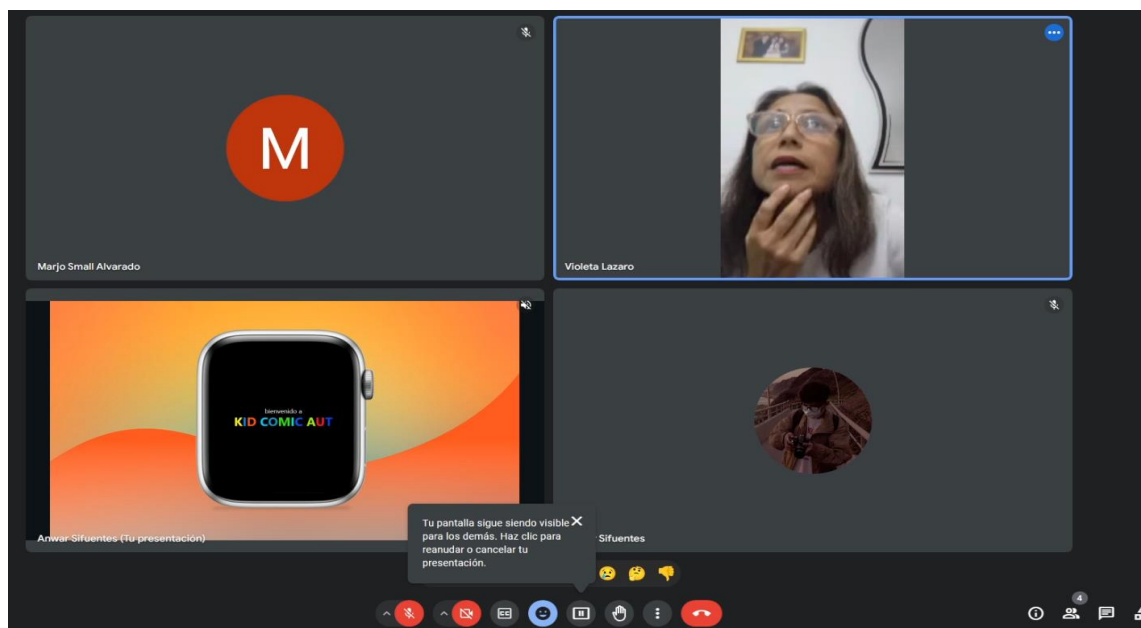 M
Marjo Small Alvarado
Violeta Lazaro
bienvenido a
KID COMIC AUT
Anwar Sifuentes (Tu presentación)
Sifuentes
Tu pantalla sigue siendo visible
para los demás. Haz clic para
reanudar o cancelar tu
presentación.
4